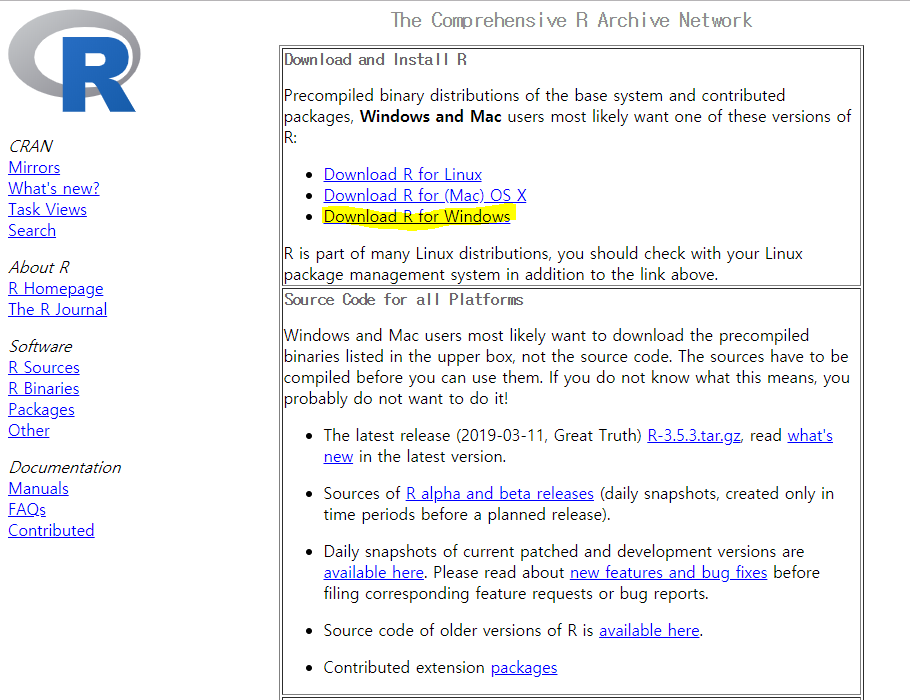 The Comprehensive R Archive Network
R
CRAN
Mirrors
What's new?
Task Views
Search
About R
R Homepage
The R Journal
Software
R Sources
R Binaries
Packages
Other
Documentation
Manuals
FAQs
Contributed
Download and Install R
Precompiled binary distributions of the base system and contributed
packages, Windows and Mac users most likely want one of these versions of
R:
• Download R for Linux
• Download R for (Mac) OS X
• Download R for Windows
R is part of many Linux distributions, you should check with your Linux
package management system in addition to the link above.
Source Code for all Platforms
Windows and Mac users most likely want to download the precompiled
binaries listed in the upper box, not the source code. The sources have to be
compiled before you can use them. If you do not know what this means, you
probably do not want to do it!
• The latest release (2019-03-11, Great Truth) R-3.5.3.tar.gz, read what's
new in the latest version.
• Sources of R alpha and beta releases (daily snapshots, created only in
time periods before a planned release).
• Daily snapshots of current patched and development versions are
available here. Please read about new features and bug fixes before
filing corresponding feature requests or bug reports.
• Source code of older versions of R is available here.
• Contributed extension packages